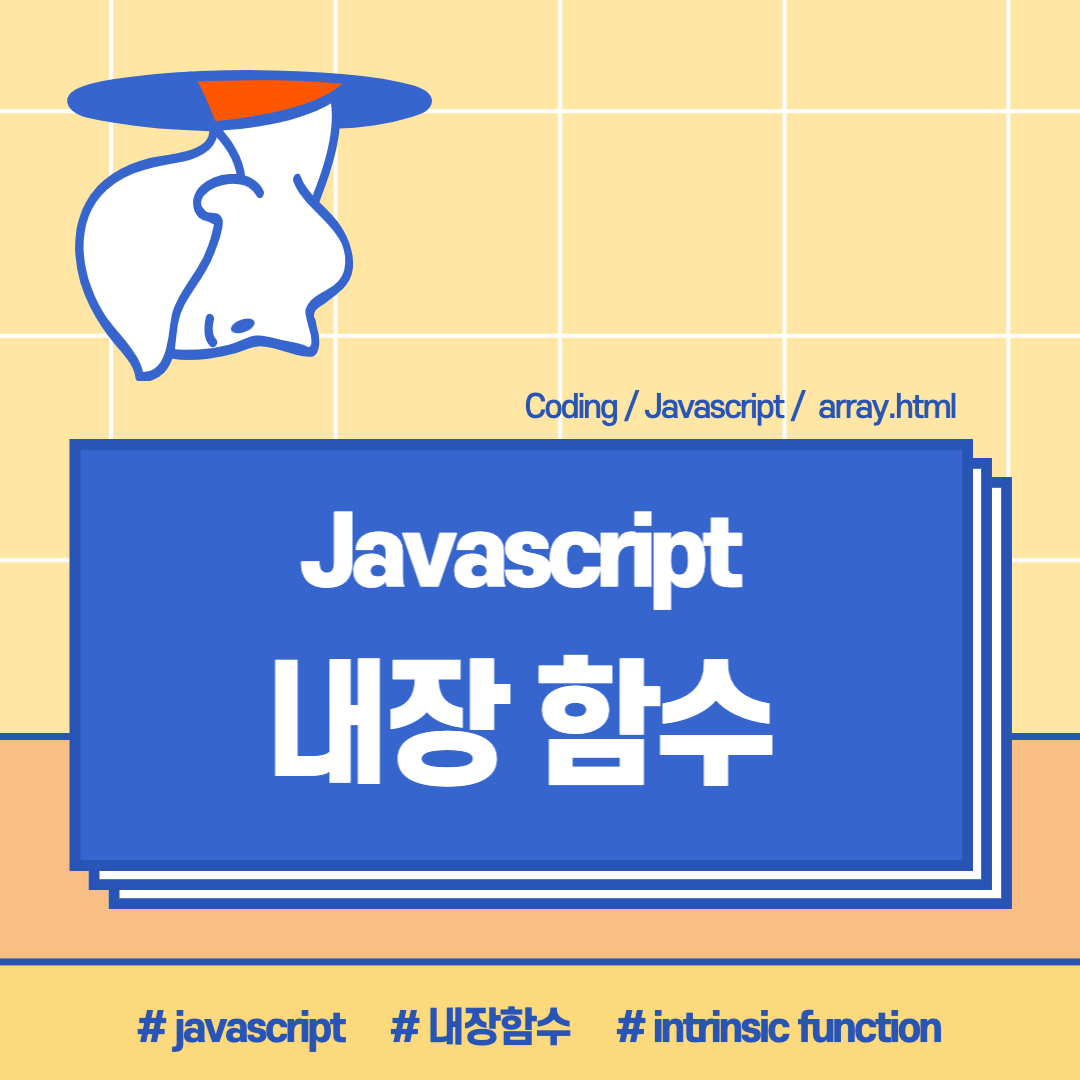 Coding / Javascript / array.html
Javascript
내장 함수
# javascript # 내장함수 # intrinsic function